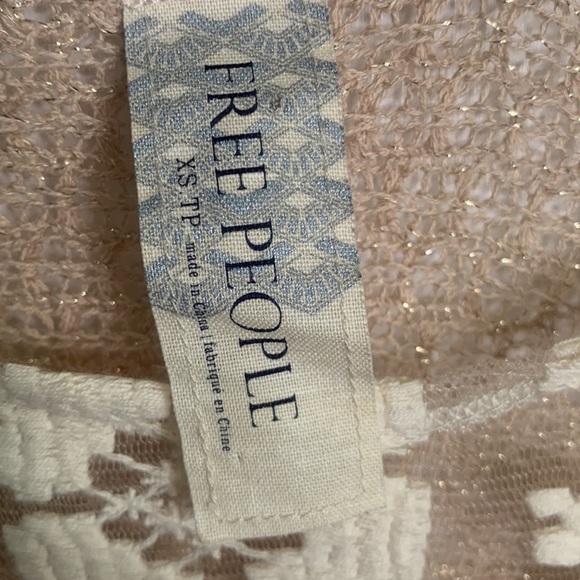 FREE PEOPLE
XS TP made in China | fabriqué en Chine